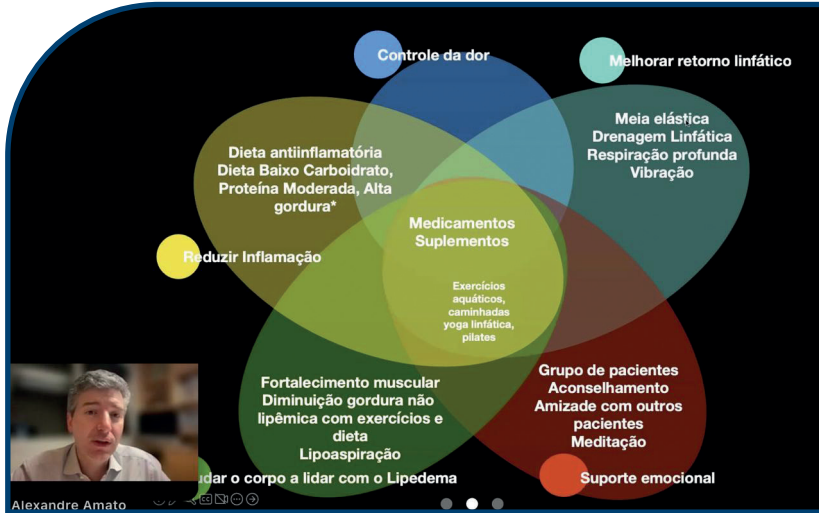 Controle da dor
Melhorar retorno linfático
Meia elástica
Drenagem Linfática
Respiração profunda
Vibração
Dieta antiinflamatória
Dieta Baixo Carboidrato,
Proteína Moderada, Alta
gordura*
Medicamentos
Suplementos
Reduzir Inflamação
Exercícios
aquáticos,
caminhadas
yoga linfática,
pilates
Fortalecimento muscular
Diminuição gordura não
lipêmica com exercícios e
dieta
Lipoaspiração
Grupo de pacientes
Aconselhamento
Amizade com outros
pacientes
Meditação
udar o corpo a lidar com o Lipedema
Suporte emocional
Alexandre Amato
CC